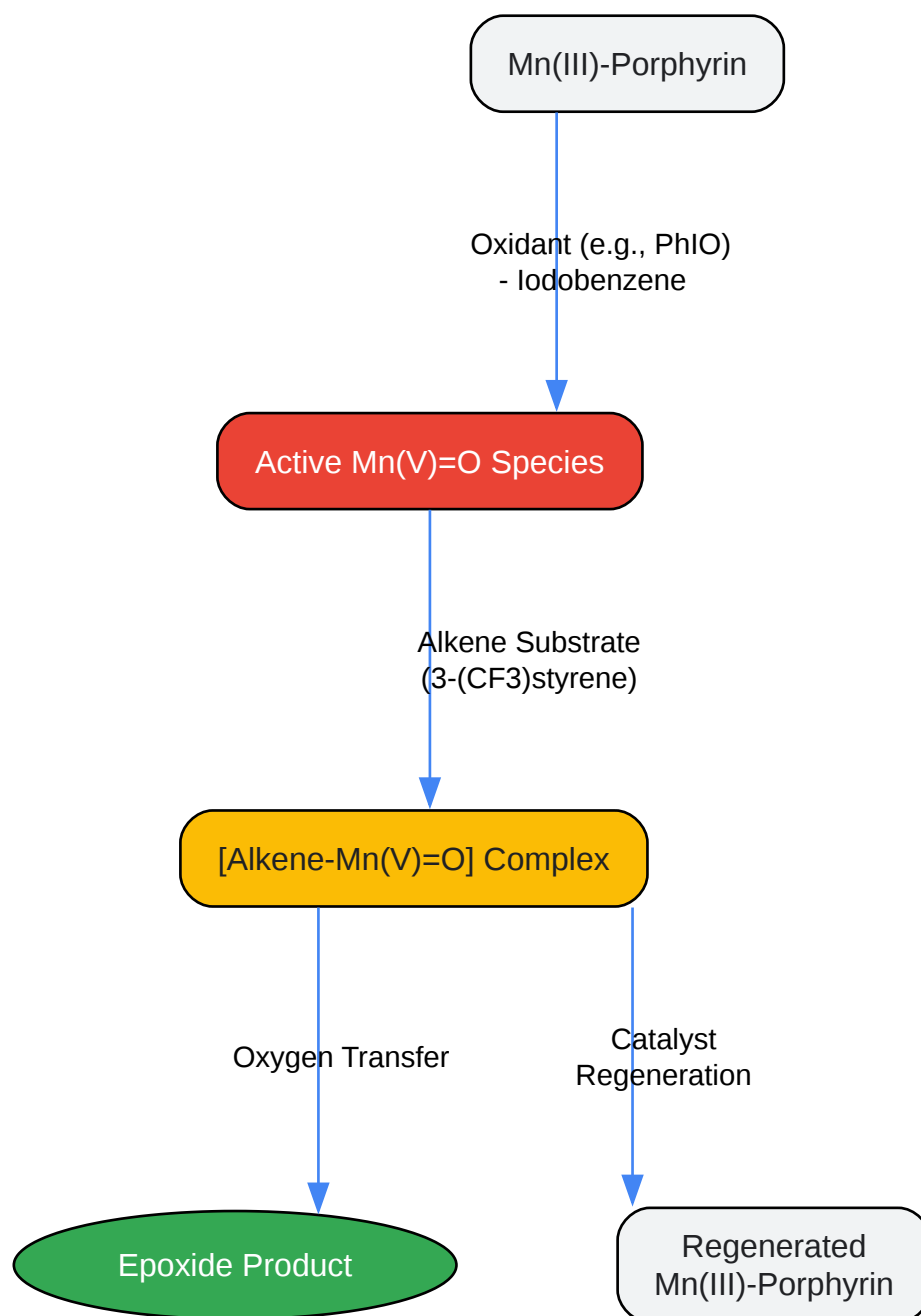 Mn(III)-Porphyrin
Oxidant (e.g., PhIO)
- Iodobenzene
Active Mn(V)=O Species
Alkene Substrate
(3-(CF3)styrene)
[Alkene-Mn(V)=O] Complex
Oxygen Transfer
Catalyst
Regeneration
Epoxide Product
Regenerated
Mn(III)-Porphyrin